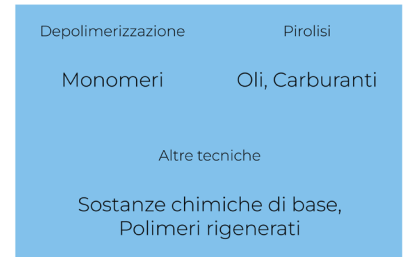 Depolimerizzazione
Pirolisi
Monomeri
Oli, Carburanti
Altre tecniche
Sostanze chimiche di base,
Polimeri rigenerati